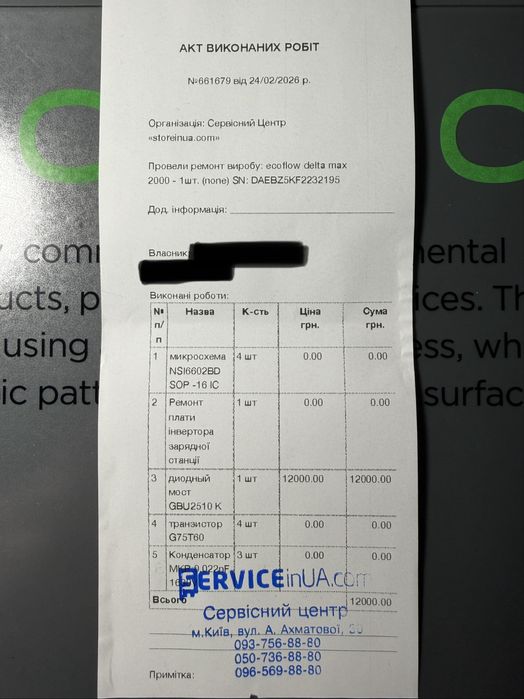 АКТ ВИКОНАНИХ РОБІТ
№661679 від 24/02/2026 р.
Організація: Сервісний Центр
«storeinua.com»
Провели ремонт виробу: ecoflow delta max
2000 - 1шт. (none) SN: DAEBZ5KF2232195
Дод. інформація:
Власник:
Виконані роботи:
№ п/п Назва К-сть Ціна грн. Сума грн.
1 микросхема 4 шт 0.00 0.00
NSI6602BD
SOP -16 IC
2 Ремонт 1 шт 0.00 0.00
плати
інвертора
зарядної
станції
3 диодный 1 шт 12000.00 12000.00
мост
GBU2510 K
4 транзистор 4 шт 0.00 0.00
G75T60
5 Конденсатор 3 шт 0.00 0.00
MKP 0.022
Всього 12000.00
SERVICEinUA.com
Сервісний центр
м.Київ, вул. А. Ахматової,
093-756-88-80
050-736-88-80
096-569-88-80
Примітка:
com mental
ucts, p ices. Th
using ess, wh
ic patt surfac